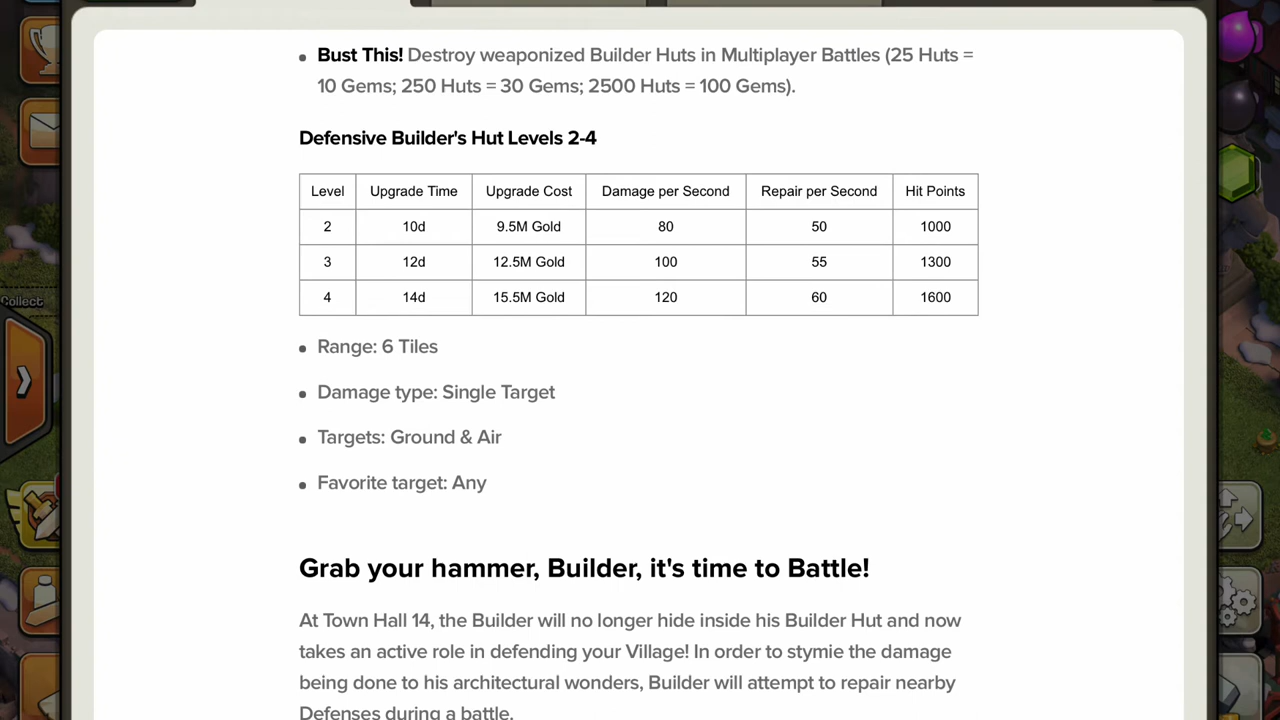 Bust This! Destroy weaponized Builder Huts in Multiplayer Battles (25 Huts =
10 Gems; 250 Huts = 30 Gems; 2500 Huts = 100 Gems).
Defensive Builder's Hut Levels 2-4
Level Upgrade Time Upgrade Cost Damage per Second Repair per Second Hit Points
2 10d 9.5M Gold 80 50 1000
3 12d 12.5M Gold 100 55 1300
4 14d 15.5M Gold 120 60 1600
Collect
Range: 6 Tiles
Damage type: Single Target
Targets: Ground & Air
Favorite target: Any
Grab your hammer, Builder, it's time to Battle!
At Town Hall 14, the Builder will no longer hide inside his Builder Hut and now
takes an active role in defending your Village! In order to stymie the damage
being done to his architectural wonders, Builder will attempt to repair nearby
Defenses during a battle.